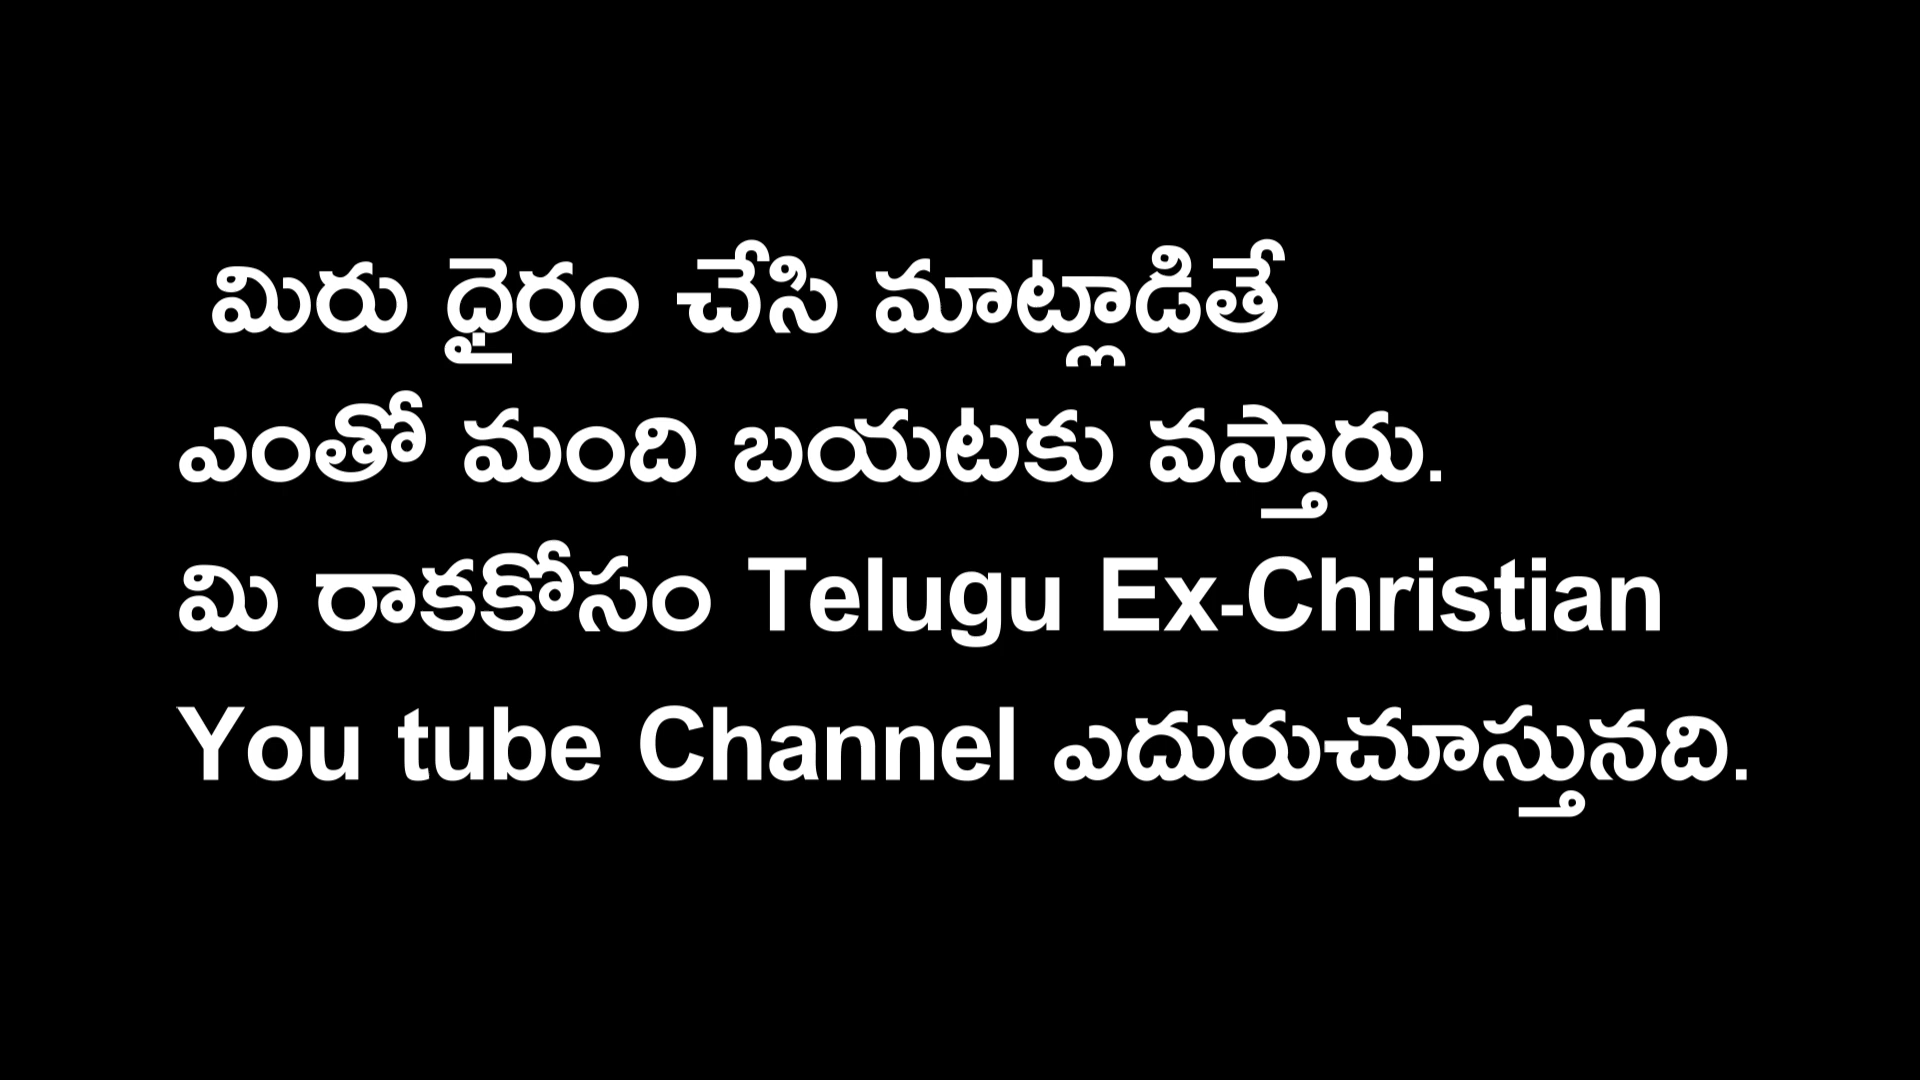 మిరు ధైరం చేసి మాట్లాడితే
ఎంతో మంది బయటకు వస్తారు.
మి రాకకోసం Telugu Ex-Christian
You tube Channel ఎదురుచూస్తునది.